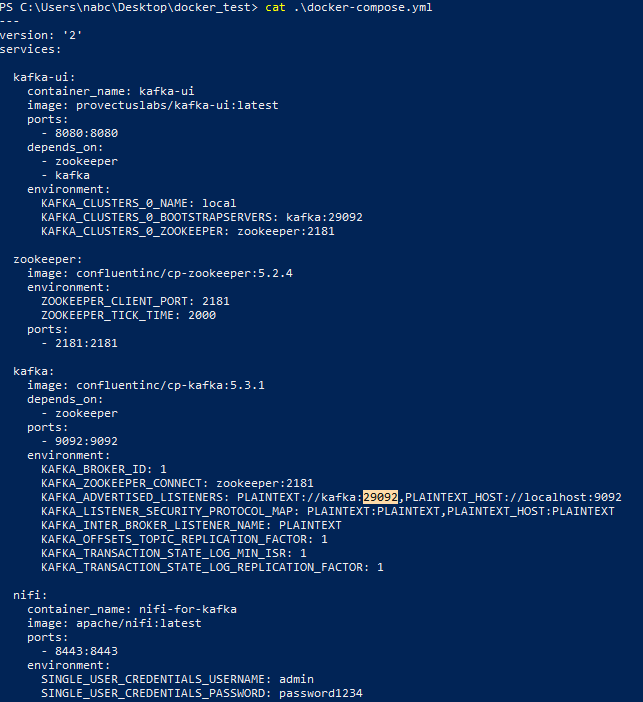 PS C:\Users\nabc\Desktop\docker_test> cat .\docker-compose.yml
---
version: '2'
services:

  kafka-ui:
    container_name: kafka-ui
    image: provectuslabs/kafka-ui:latest
    ports:
      - 8080:8080
    depends_on:
      - zookeeper
      - kafka
    environment:
      KAFKA_CLUSTERS_0_NAME: local
      KAFKA_CLUSTERS_0_BOOTSTRAPSERVERS: kafka:29092
      KAFKA_CLUSTERS_0_ZOOKEEPER: zookeeper:2181

  zookeeper:
    image: confluentinc/cp-zookeeper:5.2.4
    environment:
      ZOOKEEPER_CLIENT_PORT: 2181
      ZOOKEEPER_TICK_TIME: 2000
    ports:
      - 2181:2181

  kafka:
    image: confluentinc/cp-kafka:5.3.1
    depends_on:
      - zookeeper
    ports:
      - 9092:9092
    environment:
      KAFKA_BROKER_ID: 1
      KAFKA_ZOOKEEPER_CONNECT: zookeeper:2181
      KAFKA_ADVERTISED_LISTENERS: PLAINTEXT://kafka:29092,PLAINTEXT_HOST://localhost:9092
      KAFKA_LISTENER_SECURITY_PROTOCOL_MAP: PLAINTEXT:PLAINTEXT,PLAINTEXT_HOST:PLAINTEXT
      KAFKA_INTER_BROKER_LISTENER_NAME: PLAINTEXT
      KAFKA_OFFSETS_TOPIC_REPLICATION_FACTOR: 1
      KAFKA_TRANSACTION_STATE_LOG_MIN_ISR: 1
      KAFKA_TRANSACTION_STATE_LOG_REPLICATION_FACTOR: 1

  nifi:
    container_name: nifi-for-kafka
    image: apache/nifi:latest
    ports:
      - 8443:8443
    environment:
      SINGLE_USER_CREDENTIALS_USERNAME: admin
      SINGLE_USER_CREDENTIALS_PASSWORD: password1234